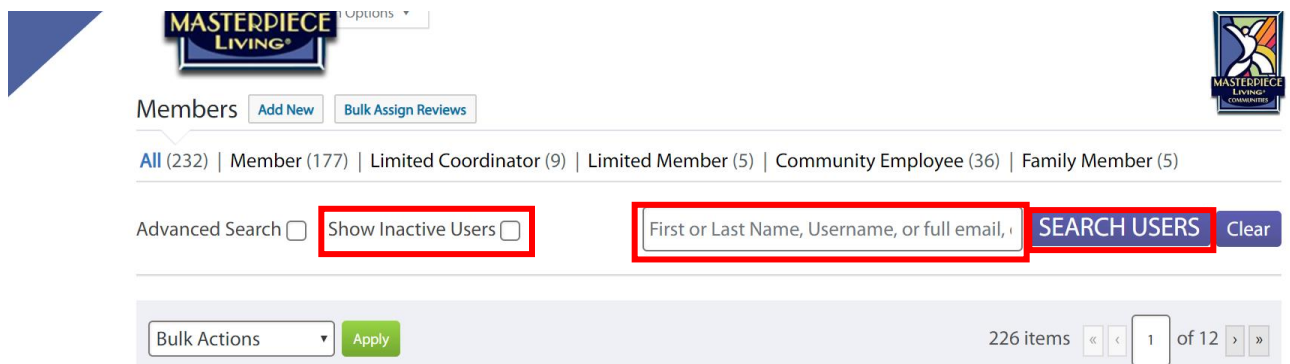 MASTERPIECE
LIVING®
Options
MASTERPIECE
LIVING®
COMMUNITIES
Members Add New Bulk Assign Reviews
All (232) | Member (177) | Limited Coordinator (9) | Limited Member (5) | Community Employee (36) | Family Member (5)
Advanced Search Show Inactive Users First or Last Name, Username, or full email, SEARCH USERS Clear
Bulk Actions Apply 226 items « ‹ 1 of 12 › »